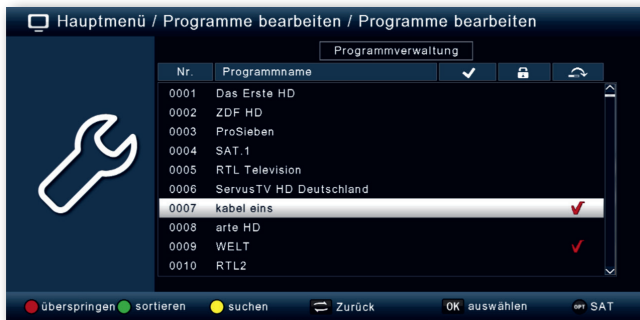 Hauptmenü / Programme bearbeiten / Programme bearbeiten
Programmverwaltung
Nr. Programmname
0001 Das Erste HD
0002 ZDF HD
0003 ProSieben
0004 SAT.1
0005 RTL Television
0006 ServusTV HD Deutschland
0007 kabel eins
0008 arte HD
0009 WELT
0010 RTL2
überspringen sortieren suchen Zurück OK auswählen OPT SAT